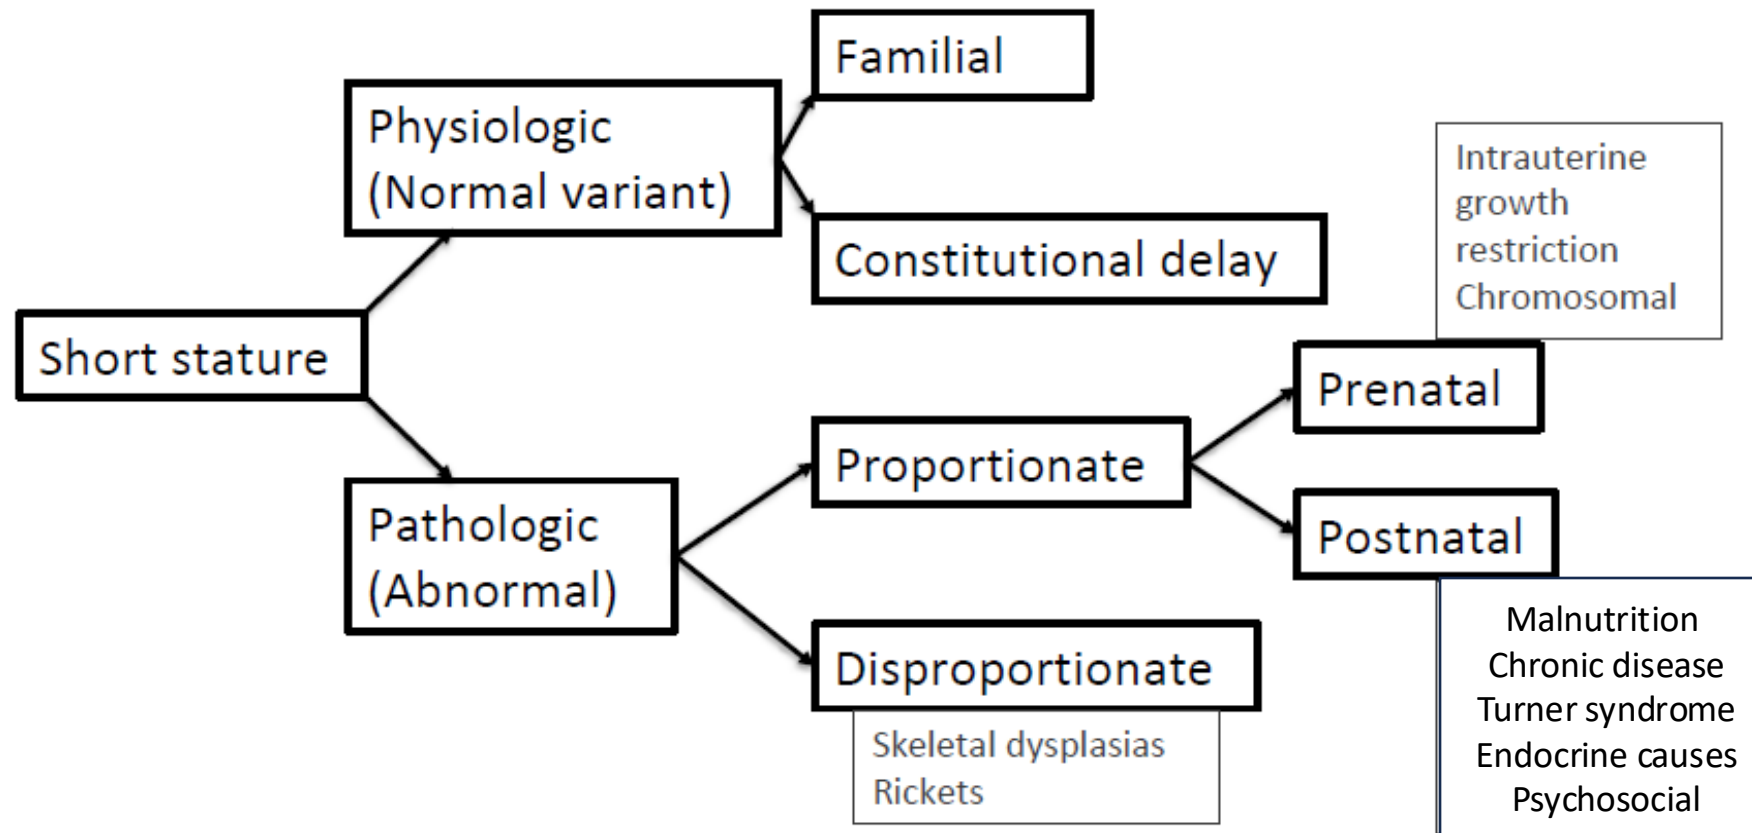 Familial
Physiologic
(Normal variant)
Intrauterine
growth
restriction
Chromosomal
Constitutional delay
Short stature
Prenatal
Proportionate
Pathologic
(Abnormal)
Postnatal
Disproportionate
Skeletal dysplasias
Rickets
Malnutrition
Chronic disease
Turner syndrome
Endocrine causes
Psychosocial